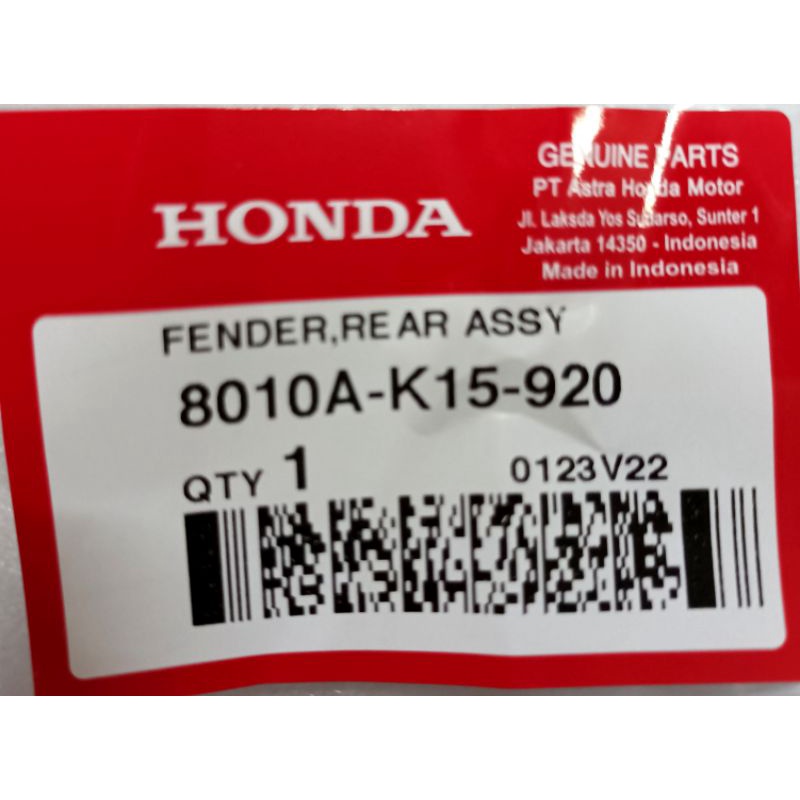 HONDA
GENUINE PARTS
PT Astra Honda Motor
Jl. Laksda Yos Sudarso, Sunter 1
Jakarta 14350 - Indonesia
Made in Indonesia
FENDER,REAR ASSY
8010A-K15-920
QTY 1
0123V22